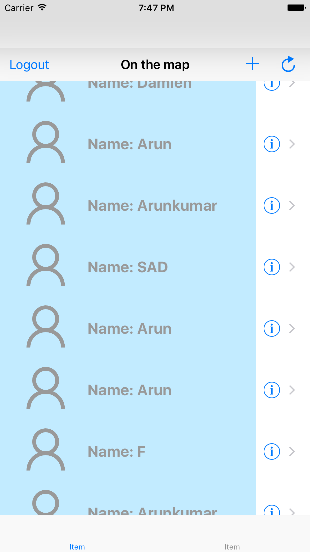 Carrier 7:47 PM
Logout On the map
Name: Damien
Name: Arun
Name: Arunkumar
Name: SAD
Name: Arun
Name: Arun
Name: F
Name: Arunkumar
Item Item